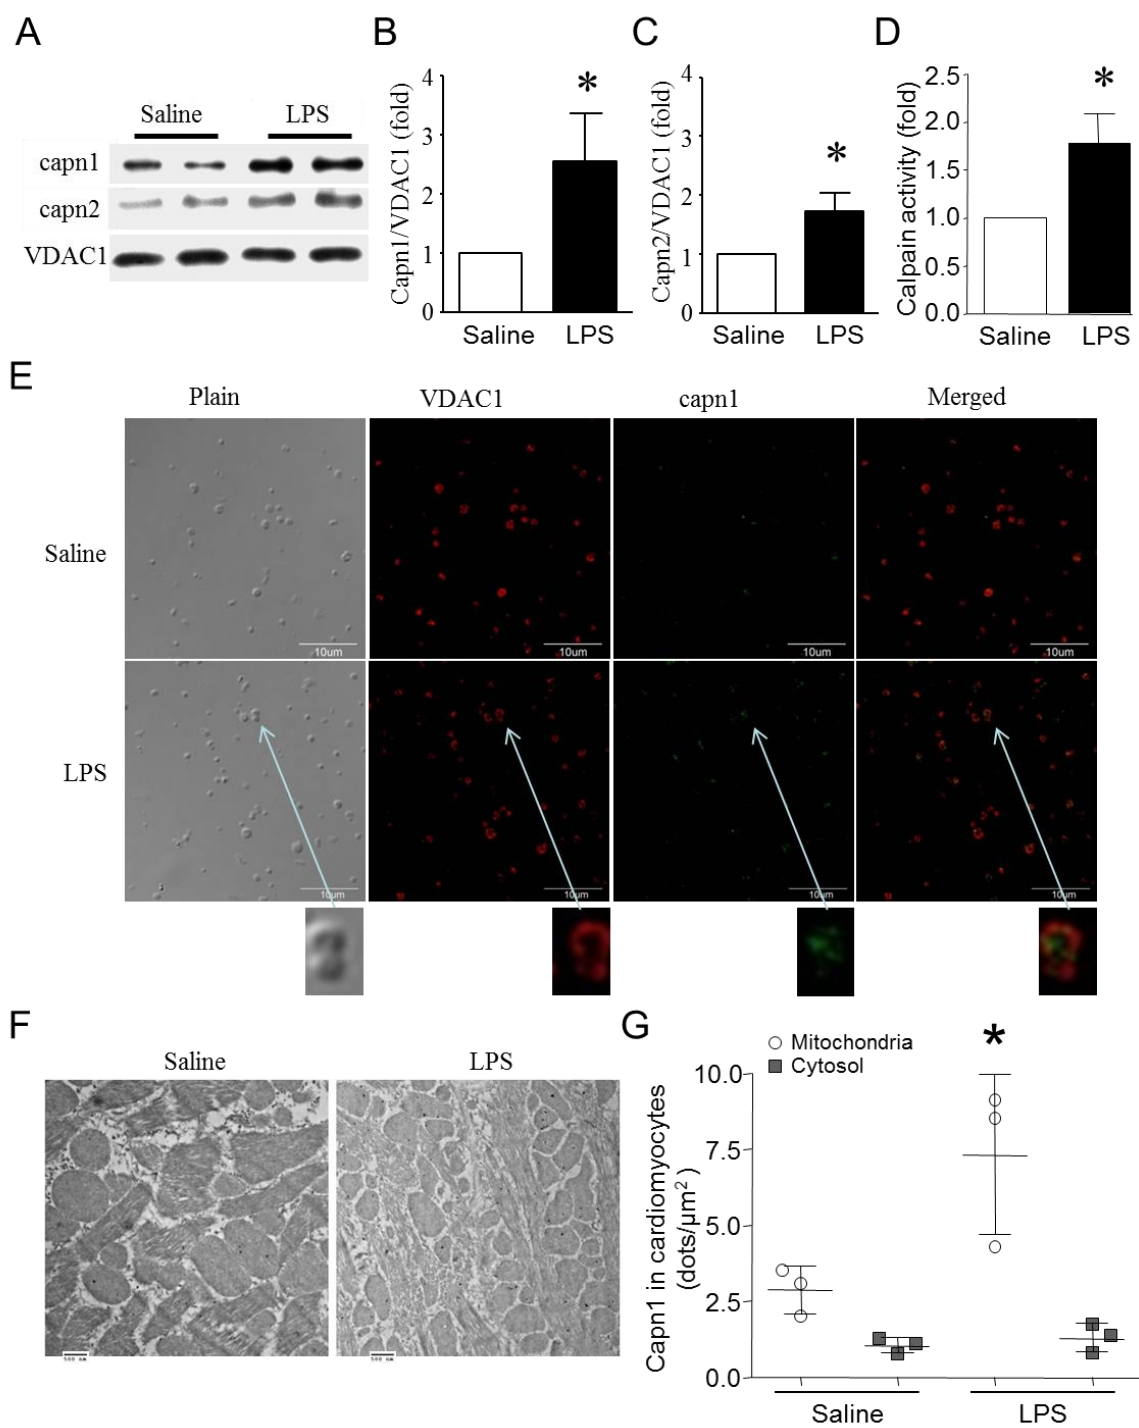 A
Saline LPS
capn1
capn2
VDAC1
B
Capn1/VDAC1 (fold)
4
3
2
1
0
*
Saline LPS
C
Capn2/VDAC1 (fold)
4
3
2
1
0
*
Saline LPS
D
Calpain activity (fold)
2.5
2.0
1.5
1.0
0.5
0.0
*
Saline LPS
E
Plain VDAC1 capn1 Merged
Saline
10um 10um 10um 10um
LPS
10um 10um 10um 10um
F
Saline LPS
500 nm 500 nm
G
Mitochondria
Cytosol
*
Capn1 in cardiomyocytes
(dots/µm²)
10.0
7.5
5.0
2.5
0.0
Saline LPS